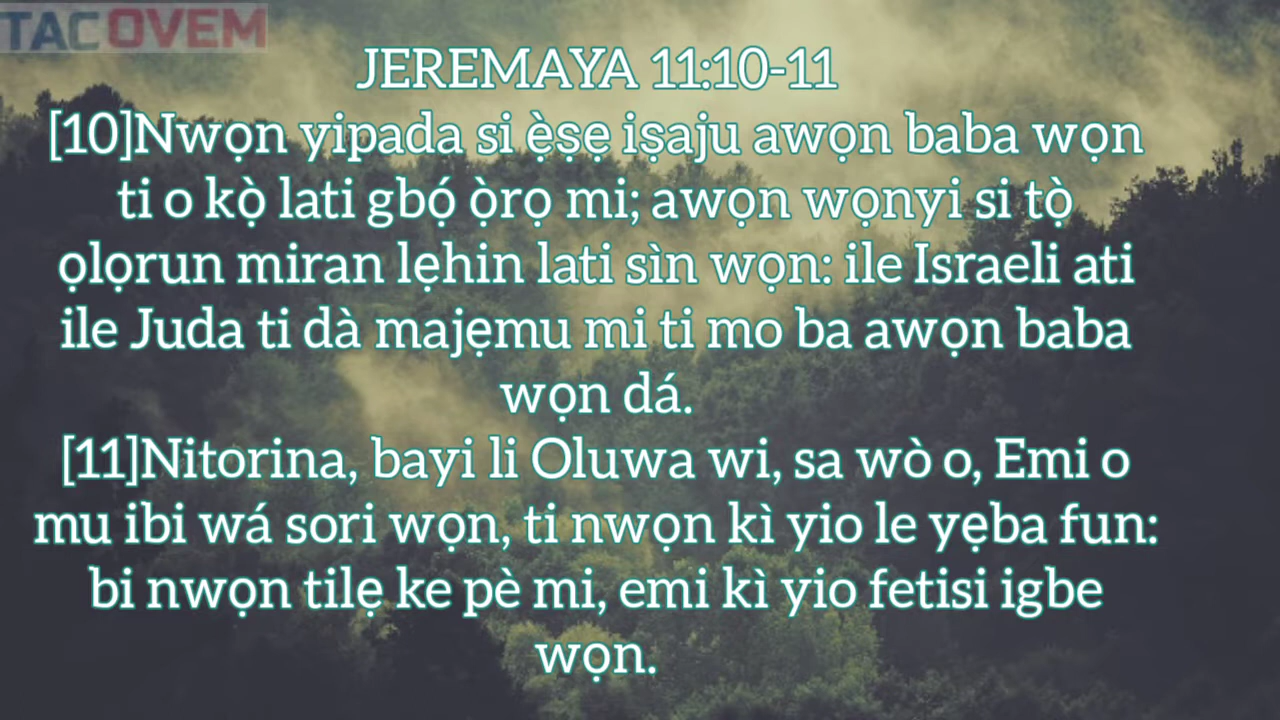 TACOVEM
JEREMAYA 11:10-11
[10]Nwọn yipada si ẹ̀ṣẹ iṣaju awọn baba wọn
ti o kọ̀ lati gbọ́ ọ̀rọ mi; awọn wọnyi si tọ̀
ọlọrun miran lẹhin lati sìn wọn: ile Israeli ati
ile Juda ti dà majẹmu mi ti mo ba awọn baba
wọn dá.
[11]Nitorina, bayi li Oluwa wi, sa wò o, Emi o
mu ibi wá sori wọn, ti nwọn kì yio le yẹba fun:
bi nwọn tilẹ ke pè mi, emi kì yio fetisi igbe
wọn.